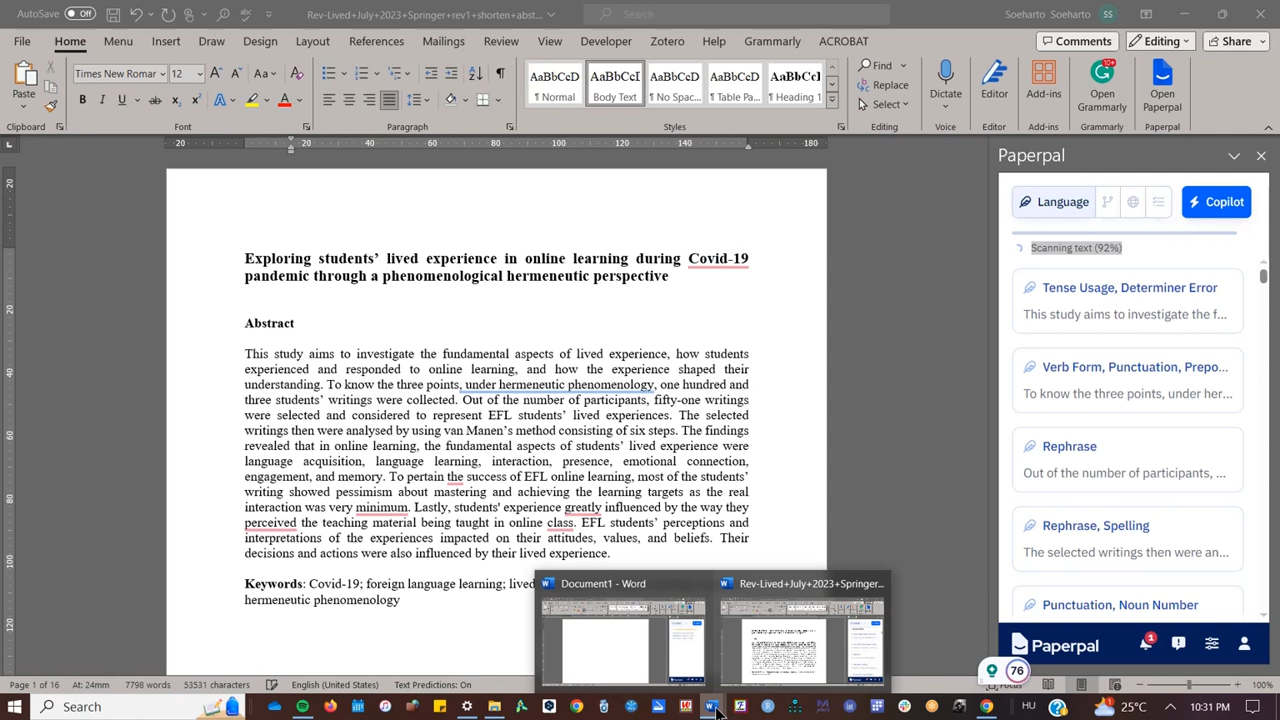 AutoSave Off
Rev-Lived+July+2023+Springer+rev1+shorten+abst...
Search
Soeharto Soeharto SS
File Home Menu Insert Draw Design Layout References Mailings Review View Developer Zotero Help Grammarly ACROBAT
Comments Editing Share
Paste
Times New Roman 12
Clipboard Font Paragraph
AaBbCcD ¶ Normal
AaBbCcI Body Text
AaBbCcD ¶ No Spac...
AaBbCcD ¶ Table Pa...
AaBbCcI ¶ Heading 1
Styles
Find
Replace
Select
Editing
Dictate
Voice
Editor
Editor
Add-ins
Add-ins
Open Grammarly
Grammarly
Open Paperpal
Paperpal
20 20 40 60 80 100 120 140 180
Exploring students’ lived experience in online learning during Covid-19
pandemic through a phenomenological hermeneutic perspective
Abstract
This study aims to investigate the fundamental aspects of lived experience, how students
experienced and responded to online learning, and how the experience shaped their
understanding. To know the three points, under hermeneutic phenomenology, one hundred and
three students’ writings were collected. Out of the number of participants, fifty-one writings
were selected and considered to represent EFL students’ lived experiences. The selected
writings then were analysed by using van Manen’s method consisting of six steps. The findings
revealed that in online learning, the fundamental aspects of students’ lived experience were
language acquisition, language learning, interaction, presence, emotional connection,
engagement, and memory. To pertain the success of EFL online learning, most of the students’
writing showed pessimism about mastering and achieving the learning targets as the real
interaction was very minimum. Lastly, students' experience greatly influenced by the way they
perceived the teaching material being taught in online class. EFL students’ perceptions and
interpretations of the experiences impacted on their attitudes, values, and beliefs. Their
decisions and actions were also influenced by their lived experience.
Keywords: Covid-19; foreign language learning; lived
hermeneutic phenomenology
Paperpal
Language
Copilot
Scanning text (92%)
Tense Usage, Determiner Error
This study aims to investigate the f...
Verb Form, Punctuation, Prepo...
To know the three points, under her...
Rephrase
Out of the number of participants, ...
Rephrase, Spelling
The selected writings then were an...
Punctuation, Noun Number
Paperpal
1
76
Document1 - Word
Rev-Lived+July+2023+Springer...
Page 1 of 16 At: 24mm 7798 words 53531 characters English (United States) Text Predictions: On
Focus
100%
Search
25°C
HU
10:31 PM